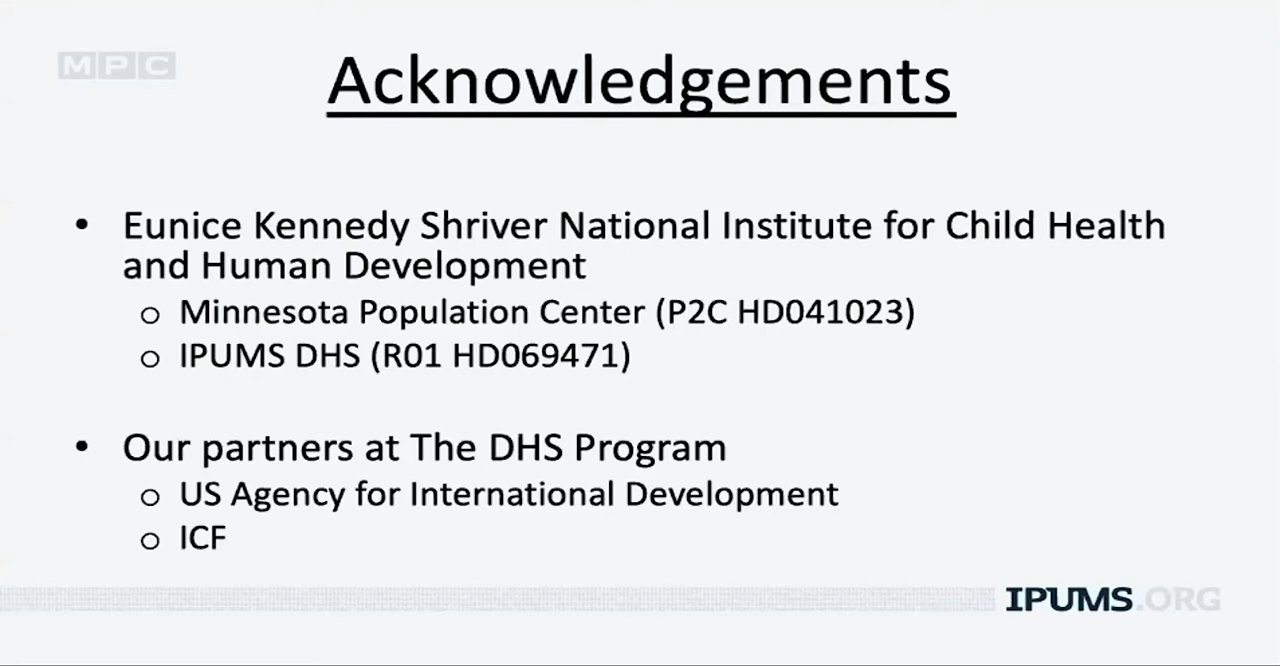 MPC
Acknowledgements
• Eunice Kennedy Shriver National Institute for Child Health
and Human Development
o Minnesota Population Center (P2C HD041023)
o IPUMS DHS (R01 HD069471)
• Our partners at The DHS Program
o US Agency for International Development
o ICF
IPUMS.ORG